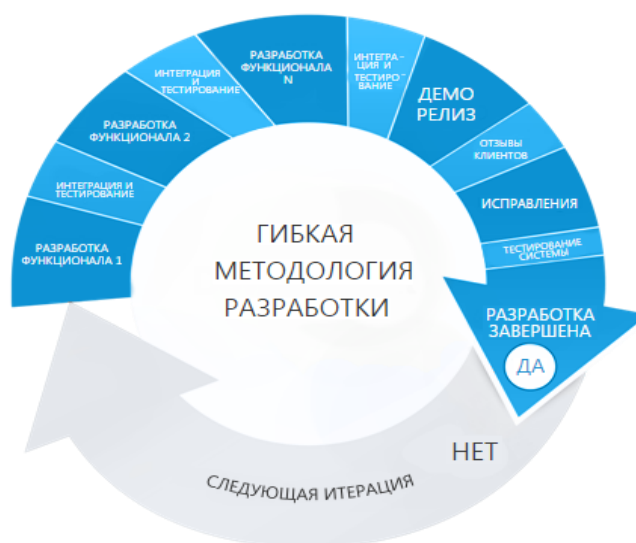 РАЗРАБОТКА
ФУНКЦИОНАЛА 1
ИНТЕГРАЦИЯ И
ТЕСТИРОВАНИЕ
РАЗРАБОТКА
ФУНКЦИОНАЛА 2
ИНТЕГРАЦИЯ
И
ТЕСТИРОВАНИЕ
РАЗРАБОТКА
ФУНКЦИОНАЛА
N
ИНТЕГРА-
ЦИЯ И
ТЕСТИРО-
ВАНИЕ
ДЕМО
РЕЛИЗ
ОТЗЫВЫ
КЛИЕНТОВ
ИСПРАВЛЕНИЯ
ТЕСТИРОВАНИЕ
СИСТЕМЫ
РАЗРАБОТКА
ЗАВЕРШЕНА
ДА
НЕТ
СЛЕДУЮЩАЯ ИТЕРАЦИЯ
ГИБКАЯ
МЕТОДОЛОГИЯ
РАЗРАБОТКИ